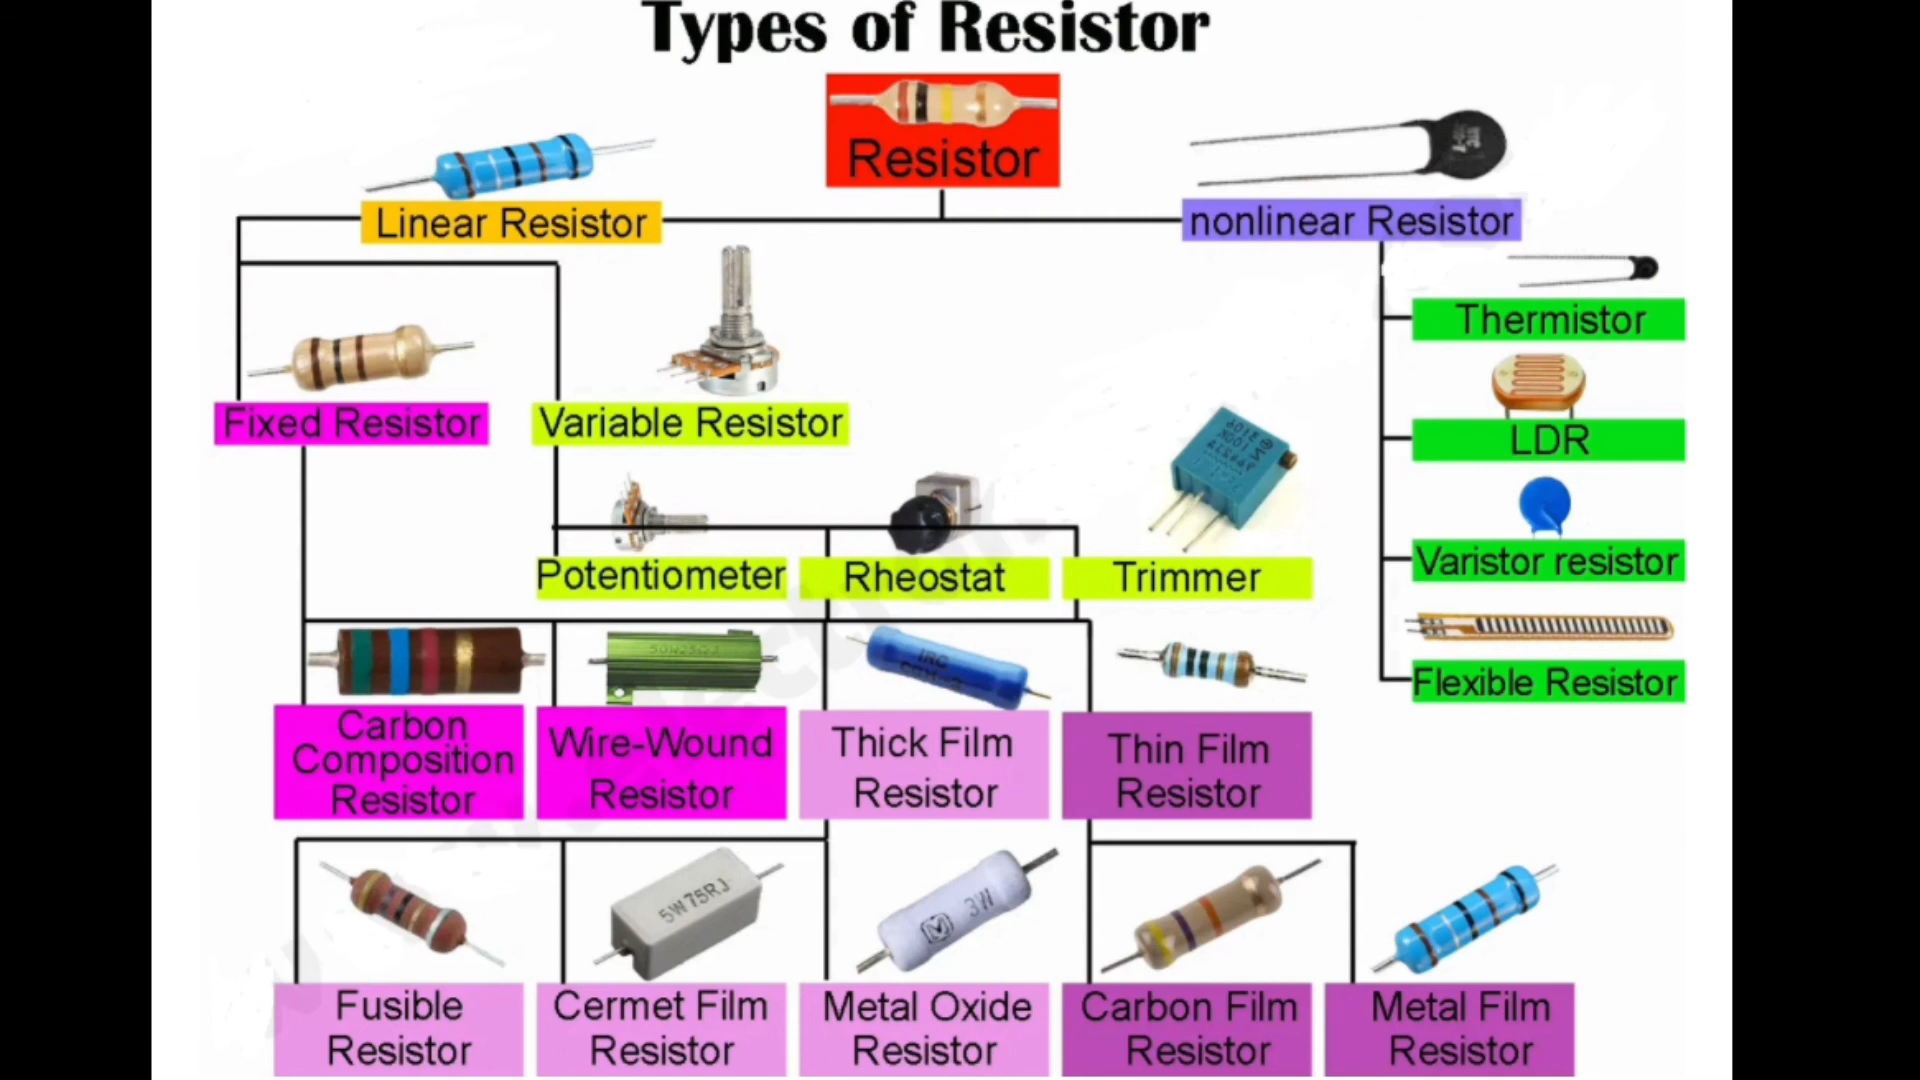 Types of Resistor
Resistor
Linear Resistor
nonlinear Resistor
Thermistor
Fixed Resistor
Variable Resistor
LDR
Potentiometer
Rheostat
Trimmer
Varistor resistor
Flexible Resistor
50W25ΩJ
IRC
Carbon
Composition
Resistor
Wire-Wound
Resistor
Thick Film
Resistor
Thin Film
Resistor
5W75RJ
3W
Fusible
Resistor
Cermet Film
Resistor
Metal Oxide
Resistor
Carbon Film
Resistor
Metal Film
Resistor